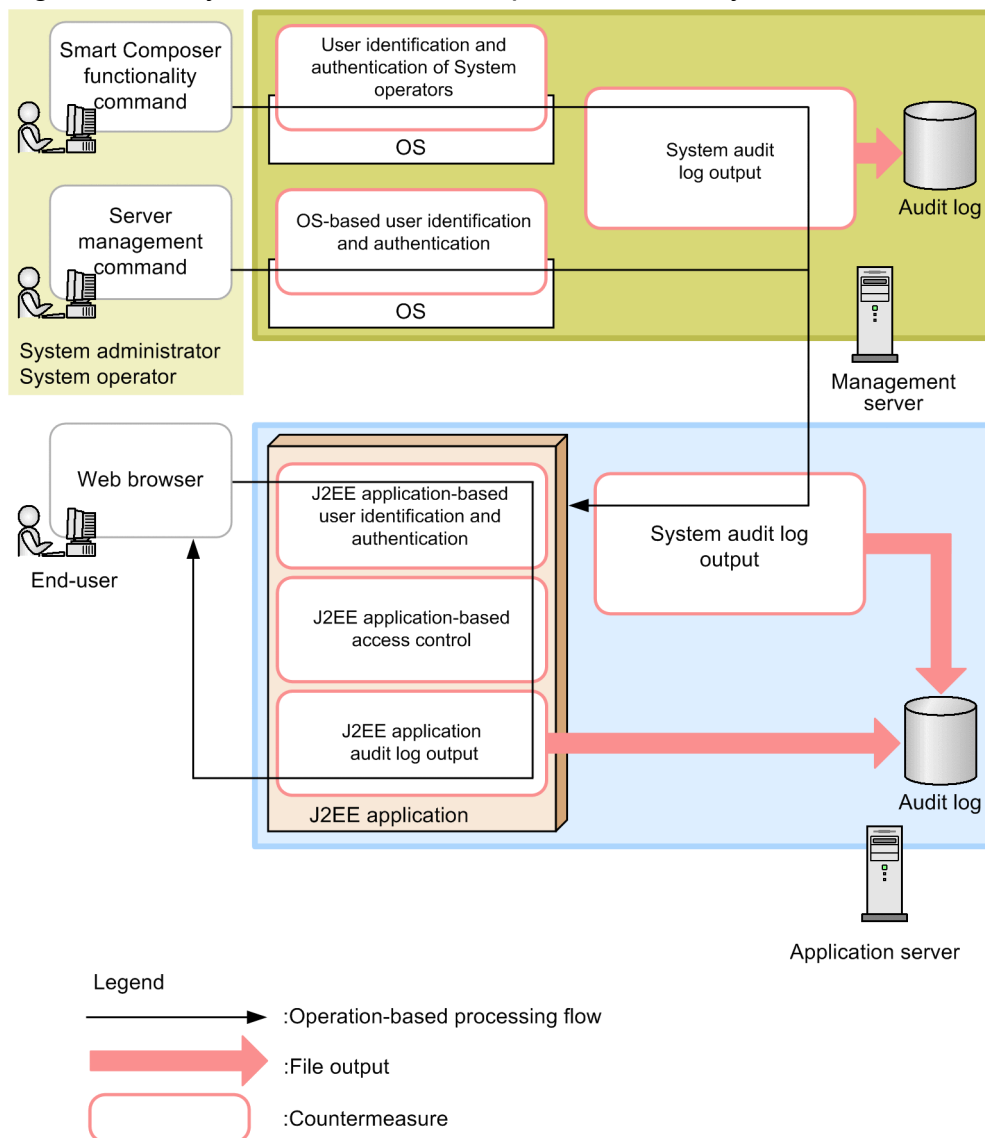 Smart Composer
functionality
command
User identification and
authentication of System
operators
OS
System audit
log output
Audit log
Server
management
command
OS-based user identification
and authentication
OS
System administrator
System operator
Management
server
Web browser
End-user
J2EE application-based
user identification and
authentication
System audit log
output
J2EE application-based
access control
J2EE application
audit log output
J2EE application
Audit log
Application server
Legend
:Operation-based processing flow
:File output
:Countermeasure